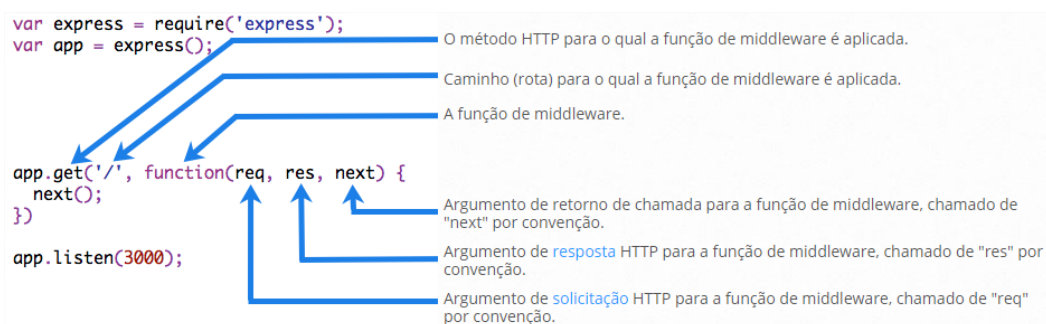 var express = require('express');
var app = express();
O método HTTP para o qual a função de middleware é aplicada.
Caminho (rota) para o qual a função de middleware é aplicada.
A função de middleware.
app.get('/', function(req, res, next) {
  next();
})
app.listen(3000);
Argumento de retorno de chamada para a função de middleware, chamado de
"next" por convenção.
Argumento de resposta HTTP para a função de middleware, chamado de "res" por
convenção.
Argumento de solicitação HTTP para a função de middleware, chamado de "req"
por convenção.